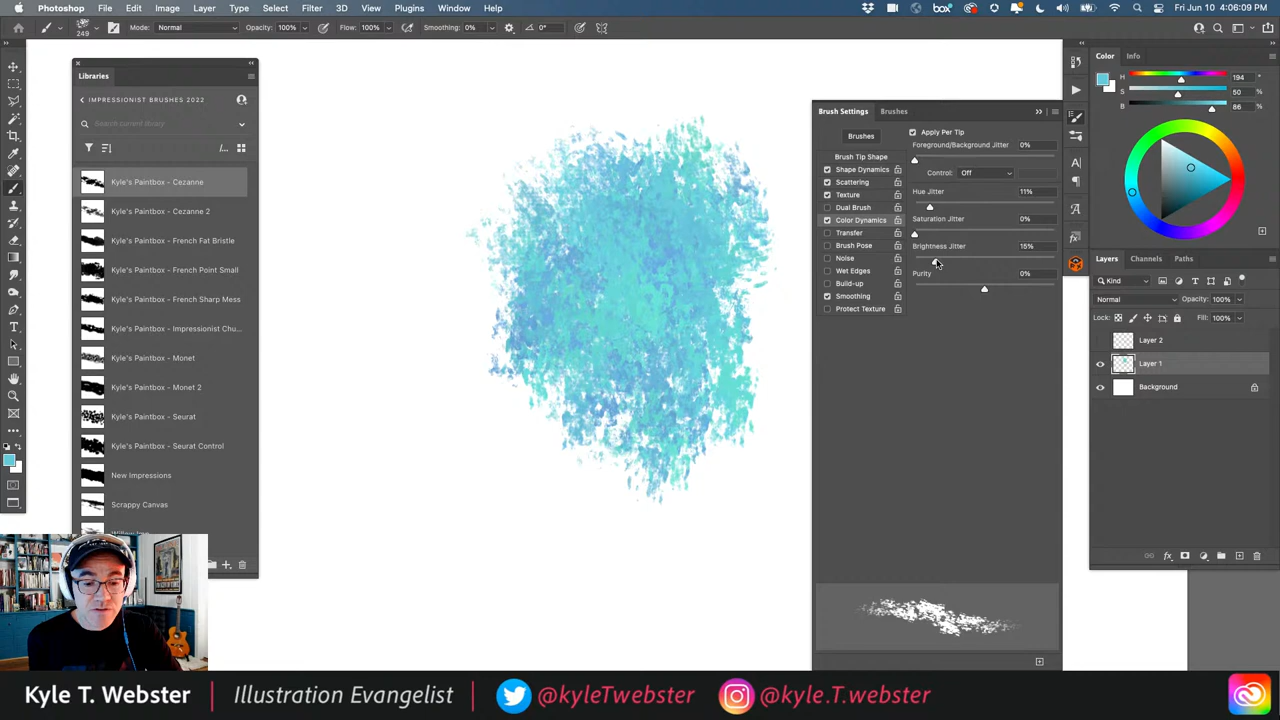 Photoshop File Edit Image Layer Type Select Filter 3D View Plugins Window Help
box
Fri Jun 10 4:06:09 PM
249
Mode: Normal
Opacity: 100%
Flow: 100%
Smoothing: 0%
0°
Libraries
IMPRESSIONIST BRUSHES 2022
Search current library
Kyle's Paintbox - Cezanne
Kyle's Paintbox - Cezanne 2
Kyle's Paintbox - French Fat Bristle
Kyle's Paintbox - French Point Small
Kyle's Paintbox - French Sharp Mess
Kyle's Paintbox - Impressionist Chu...
Kyle's Paintbox - Monet
Kyle's Paintbox - Monet 2
Kyle's Paintbox - Seurat
Kyle's Paintbox - Seurat Control
New Impressions
Scrappy Canvas
Brush Settings
Brushes
Brushes
Brush Tip Shape
Shape Dynamics
Scattering
Texture
Dual Brush
Color Dynamics
Transfer
Brush Pose
Noise
Wet Edges
Build-up
Smoothing
Protect Texture
Apply Per Tip
Foreground/Background Jitter 0%
Control: Off
Hue Jitter 11%
Saturation Jitter 0%
Brightness Jitter 15%
Purity 0%
Color Info
H 194 °
S 50 %
B 86 %
Layers Channels Paths
Kind
Normal Opacity: 100%
Lock: Fill: 100%
Layer 2
Layer 1
Background
Kyle T. Webster | Illustration Evangelist | @kyleTwebster @kyle.T.webster